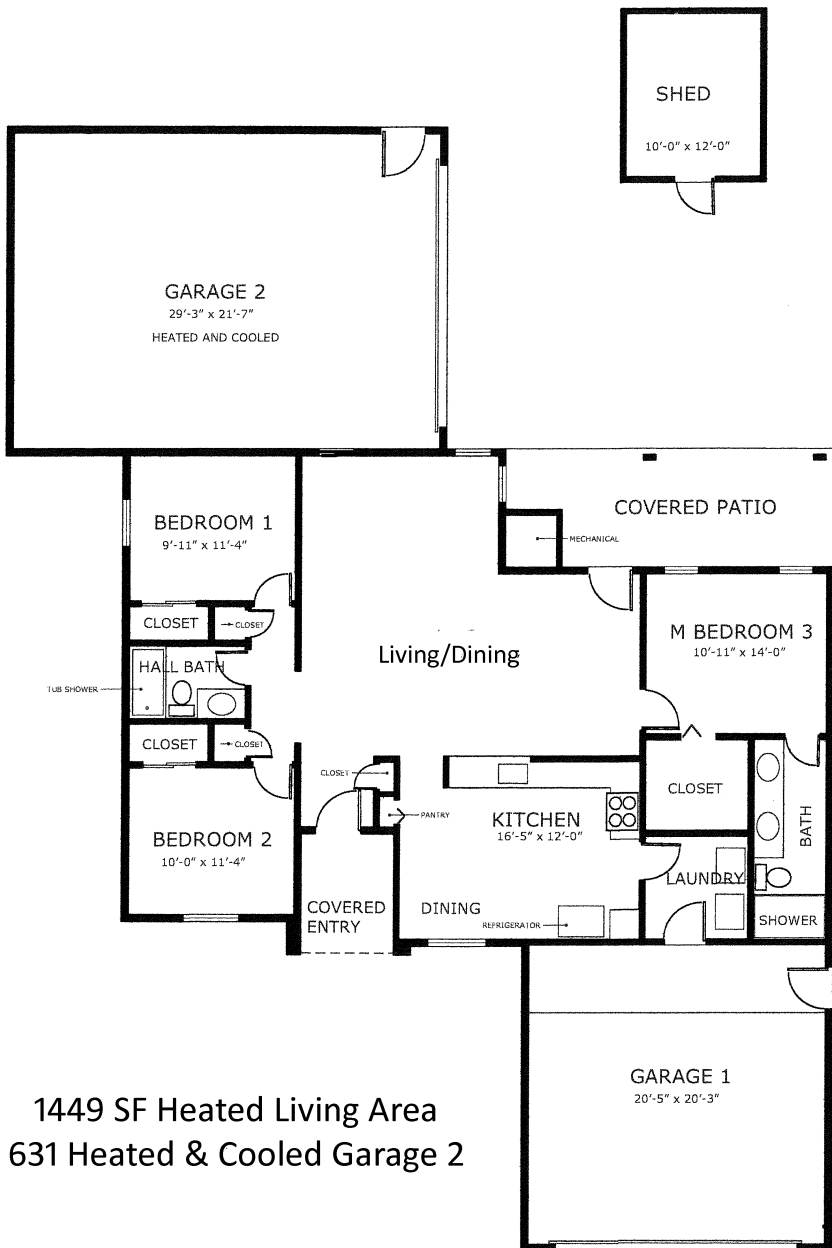 SHED
10'-0" x 12'-0"
GARAGE 2
29'-3" x 21'-7"
HEATED AND COOLED
COVERED PATIO
MECHANICAL
BEDROOM 1
9'-11" x 11'-4"
CLOSET
CLOSET
M BEDROOM 3
10'-11" x 14'-0"
Living/Dining
HALL BATH
TUB SHOWER
CLOSET
CLOSET
CLOSET
CLOSET
PANTRY
KITCHEN
16'-5" x 12'-0"
BATH
BEDROOM 2
10'-0" x 11'-4"
LAUNDRY
COVERED
ENTRY
DINING
REFRIGERATOR
SHOWER
GARAGE 1
20'-5" x 20'-3"
1449 SF Heated Living Area
631 Heated & Cooled Garage 2